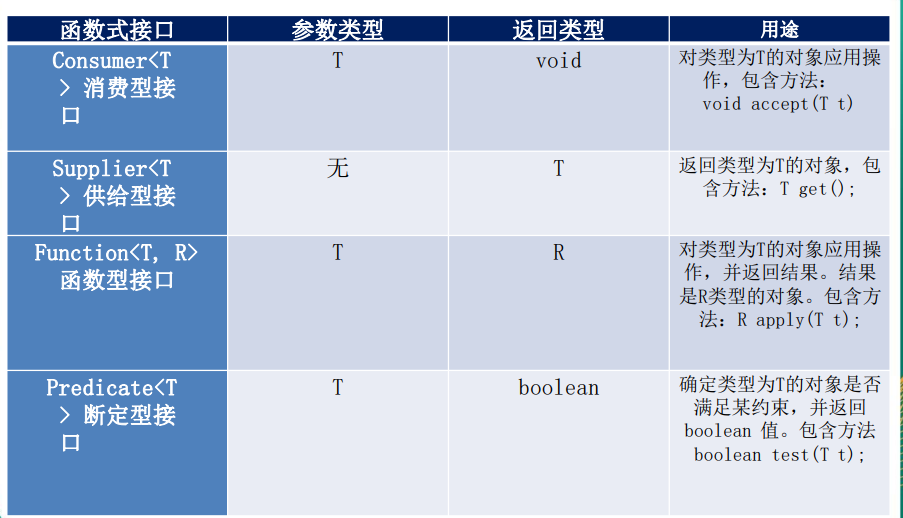 函数式接口 参数类型 返回类型 用途
Consumer<T
> 消费型接
口
T
void
对类型为T的对象应用操
作，包含方法：
void accept(T t)
Supplier<T
> 供给型接
口
无
T
返回类型为T的对象，包
含方法：T get();
Function<T, R>
函数型接口
T
R
对类型为T的对象应用操
作，并返回结果。结果
是R类型的对象。包含方
法：R apply(T t);
Predicate<T
> 断定型接
口
T
boolean
确定类型为T的对象是否
满足某约束，并返回
boolean 值。包含方法
boolean test(T t);